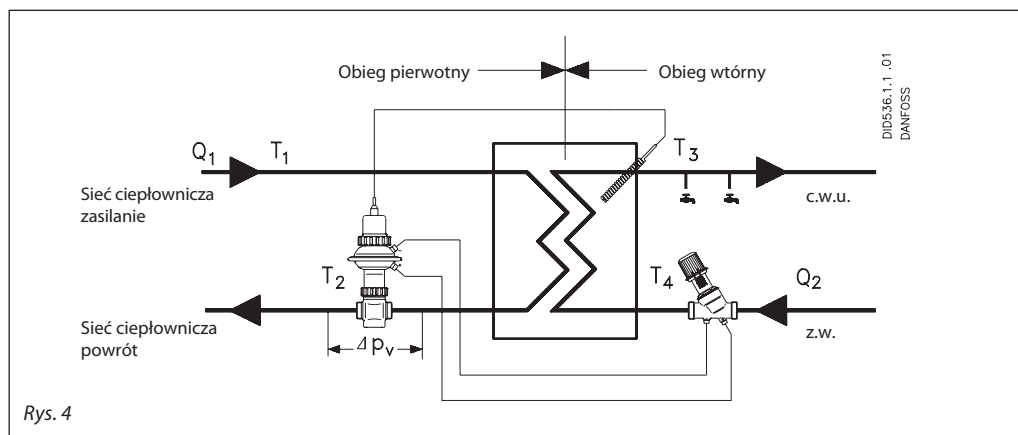 Obieg pierwotny
Obieg wtórny
DID536.1.1 .01
DANFOSS
Q1
T1
T3
Sieć ciepłownicza
zasilanie
c.w.u.
T2
T4
Q2
Sieć ciepłownicza
powrót
Δpv
z.w.
Rys. 4